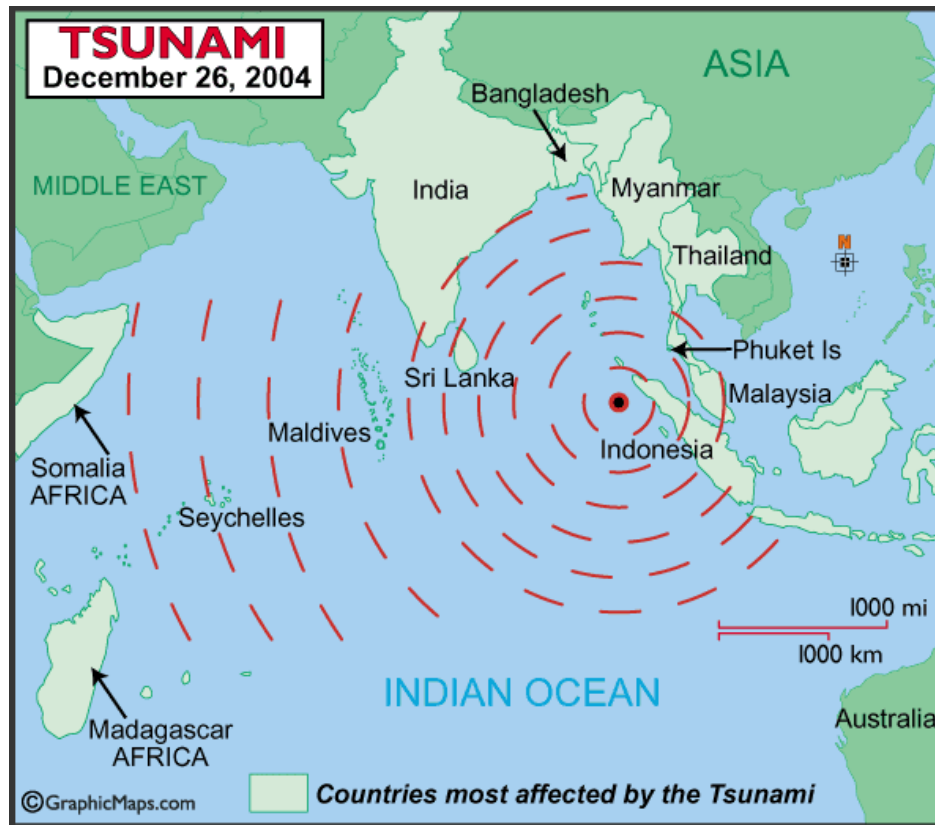 TSUNAMI
December 26, 2004
ASIA
Bangladesh
MIDDLE EAST
India
Myanmar
N
Thailand
Phuket Is
Sri Lanka
Malaysia
Maldives
Indonesia
Somalia
AFRICA
Seychelles
1000 mi
1000 km
INDIAN OCEAN
Australia
Madagascar
AFRICA
Countries most affected by the Tsunami
©GraphicMaps.com